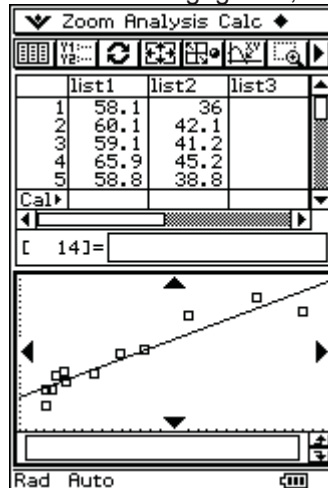 Zoom Analysis Calc ◆
list1 list2 list3
1 58.1 36
2 60.1 42.1
3 59.1 41.2
4 65.9 45.2
5 58.8 38.8
Cal▸
[ 14]=
Rad Auto